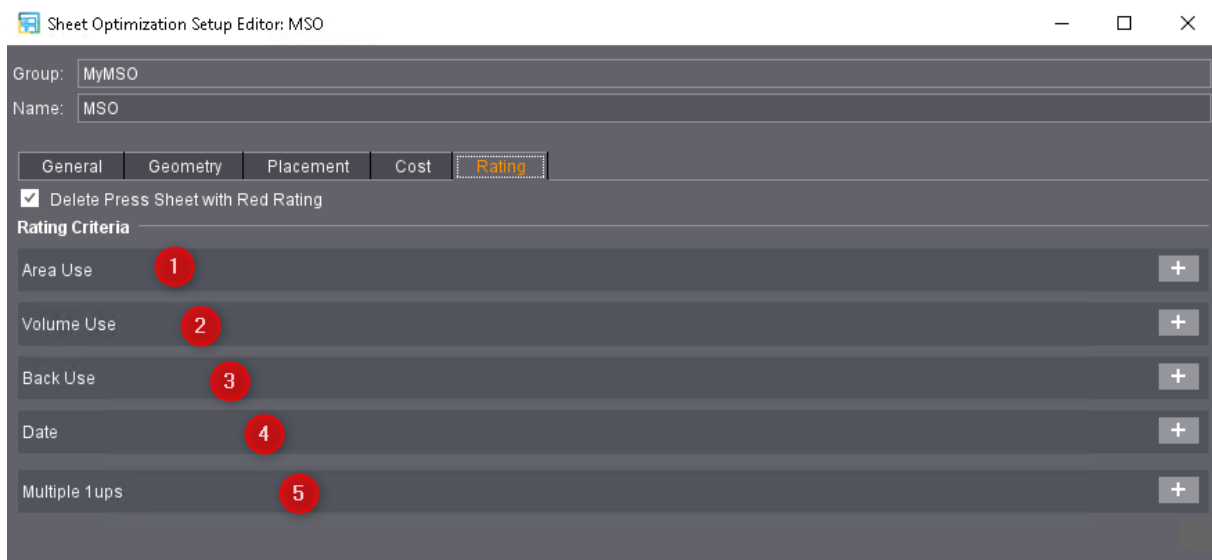 Sheet Optimization Setup Editor: MSO
Group: MyMSO
Name: MSO
General Geometry Placement Cost Rating
Delete Press Sheet with Red Rating
Rating Criteria
Area Use 1
Volume Use 2
Back Use 3
Date 4
Multiple 1ups 5